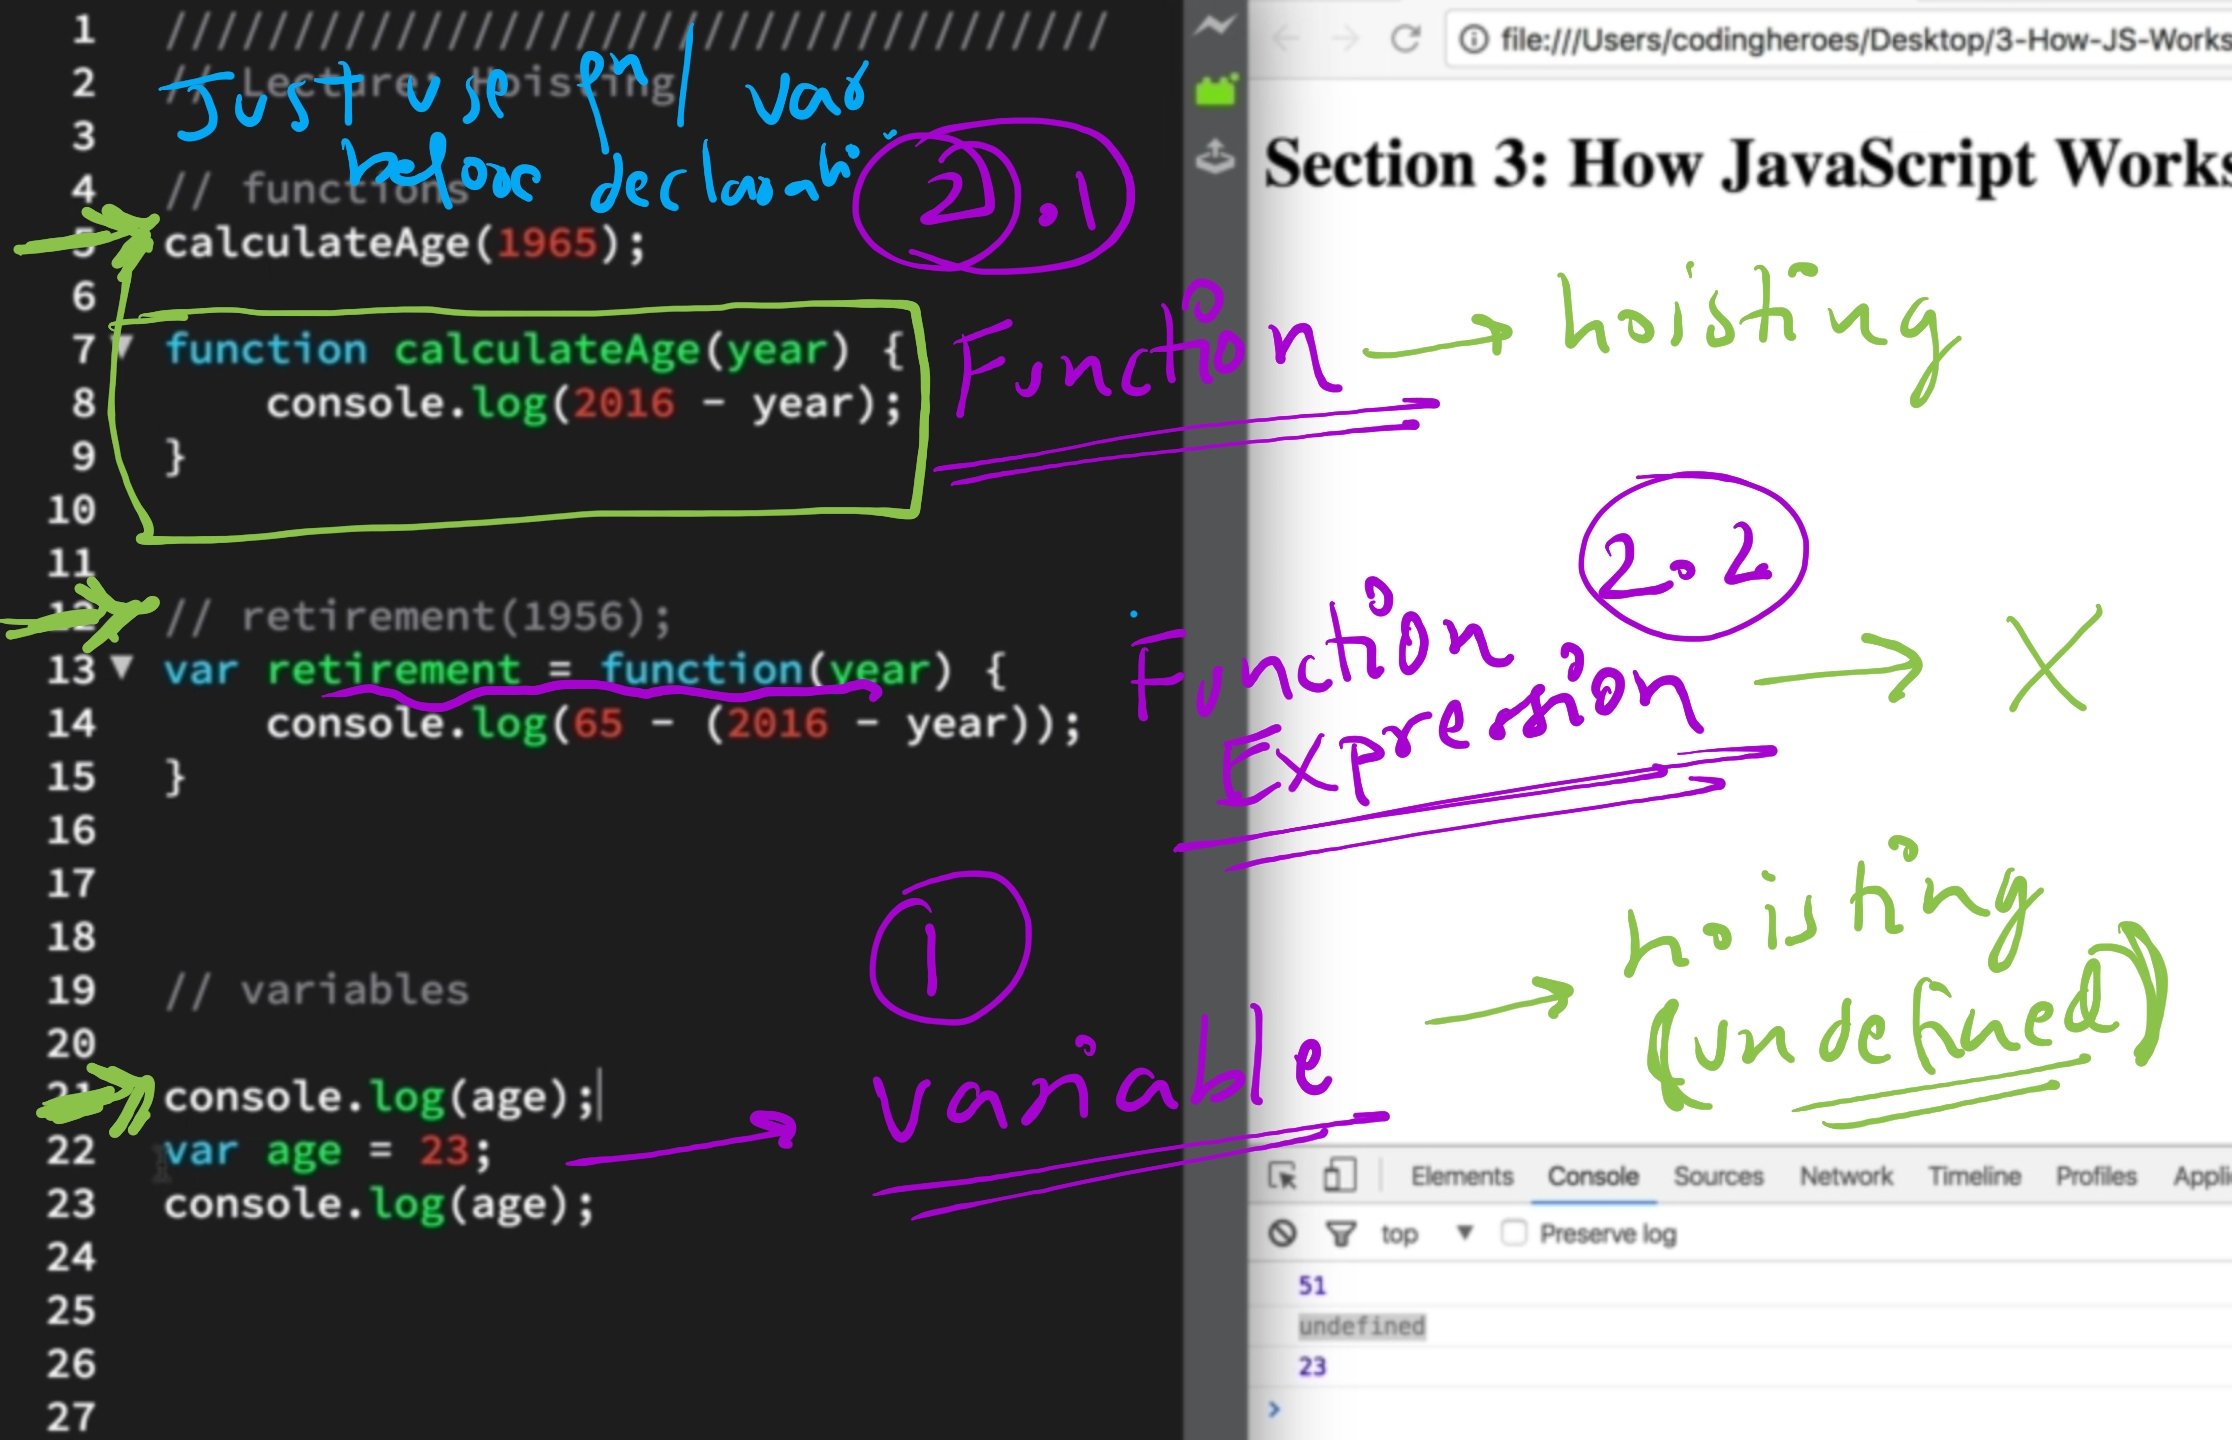 1 //////////////////////////////////////
2 // Lecture: Hoisting
Just use fn / var
3
before declarati
4 // functions
2.1
5 calculateAge(1965);
6
7 function calculateAge(year) {
8 console.log(2016 - year);
9 }
10
11
12 // retirement(1956);
13 var retirement = function(year) {
14 console.log(65 - (2016 - year));
15 }
16
17
18
19 // variables
20
21 console.log(age);
22 var age = 23;
23 console.log(age);
24
25
26
27
Function → hoisting
2.2
Function
Expression → X
1
variable → hoisting
(undefined)
file:///Users/codingheroes/Desktop/3-How-JS-Works
Section 3: How JavaScript Works
Elements Console Sources Network Timeline Profiles Appli
top Preserve log
51
undefined
23